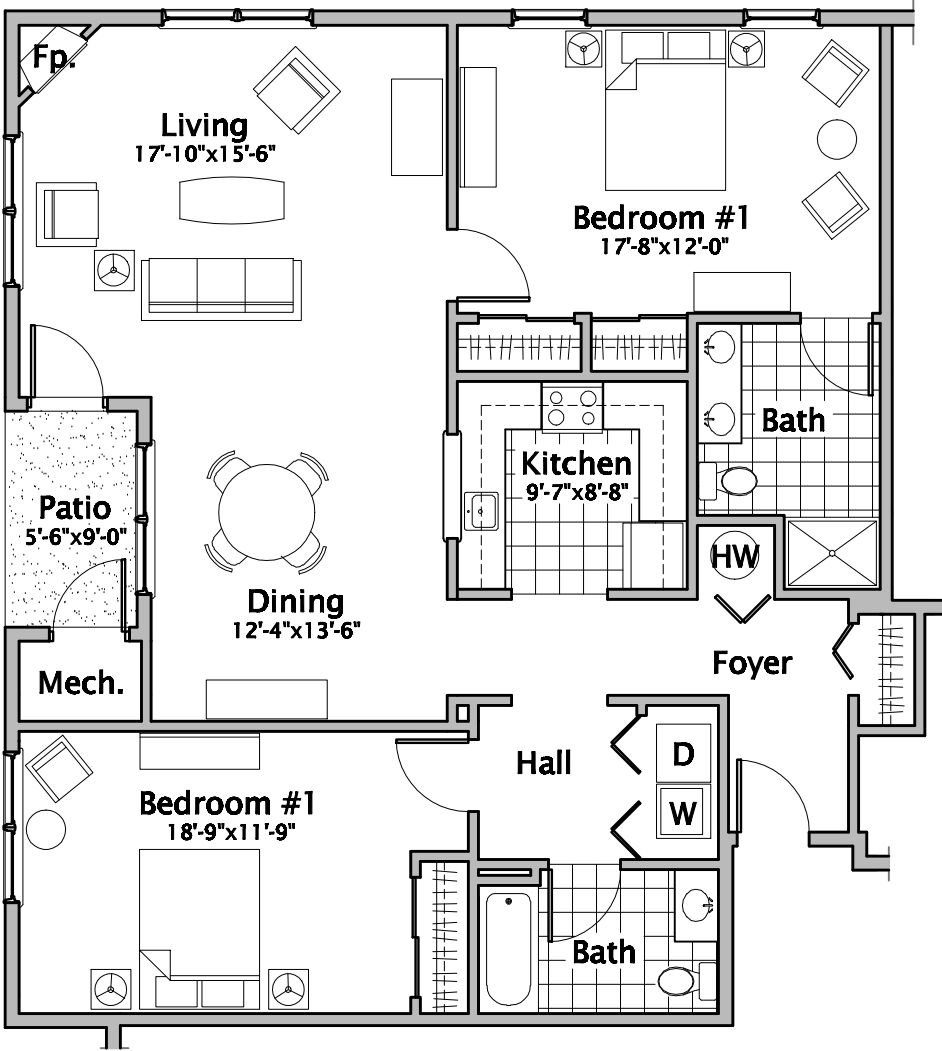 Fp.
Living
17'-10"x15'-6"
Bedroom #1
17'-8"x12'-0"
Bath
Kitchen
9'-7"x8'-8"
Patio
5'-6"x9'-0"
HW
Dining
12'-4"x13'-6"
Foyer
Mech.
Hall
D
Bedroom #1
18'-9"x11'-9"
W
Bath